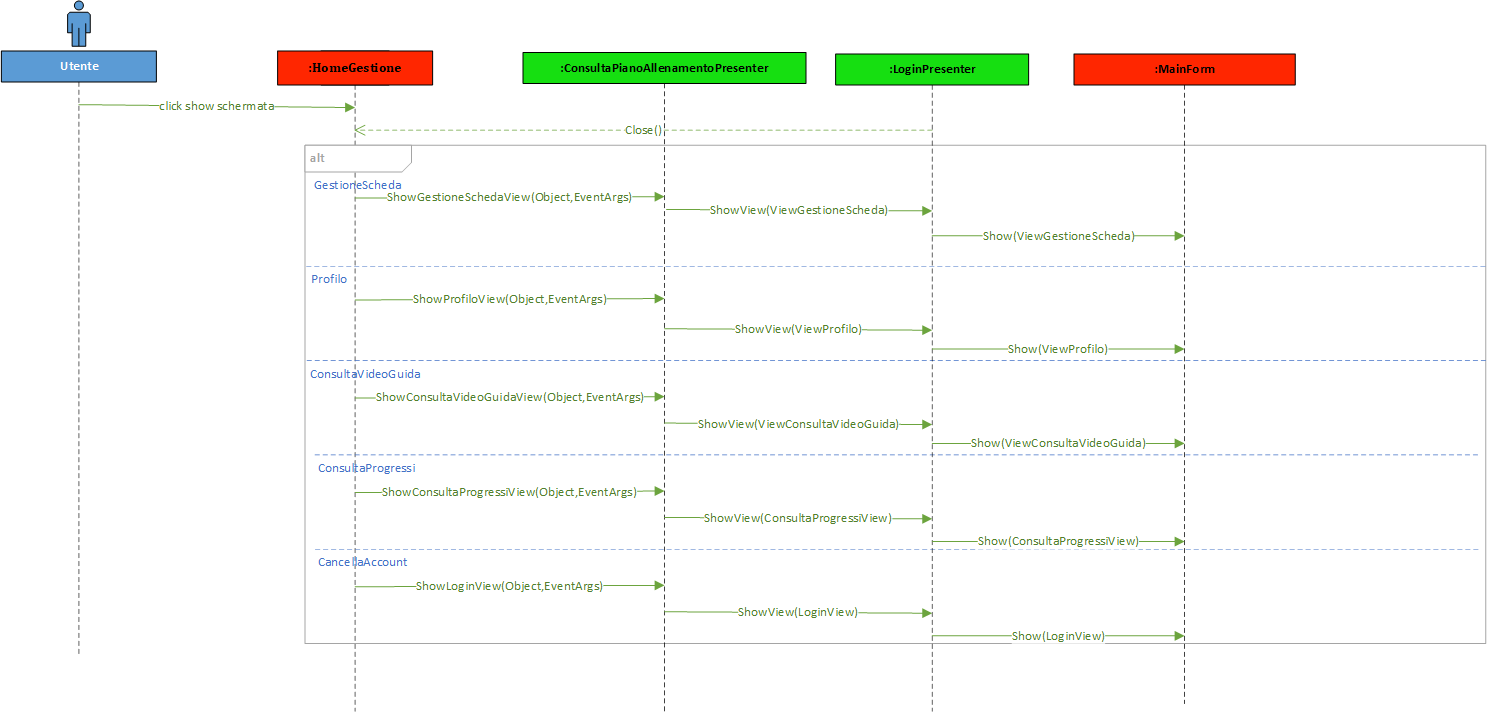 Utente
:HomeGestione
:ConsultaPianoAllenamentoPresenter
:LoginPresenter
:MainForm
click show schermata
Close()
alt
GestioneScheda
ShowGestioneSchedaView(Object,EventArgs)
ShowView(ViewGestioneScheda)
Show(ViewGestioneScheda)
Profilo
ShowProfiloView(Object,EventArgs)
ShowView(ViewProfilo)
Show(ViewProfilo)
ConsultaVideoGuida
ShowConsultaVideoGuidaView(Object,EventArgs)
ShowView(ViewConsultaVideoGuida)
Show(ViewConsultaVideoGuida)
ConsultaProgressi
ShowConsultaProgressiView(Object,EventArgs)
ShowView(ConsultaProgressiView)
Show(ConsultaProgressiView)
CancellaAccount
ShowLoginView(Object,EventArgs)
ShowView(LoginView)
Show(LoginView)